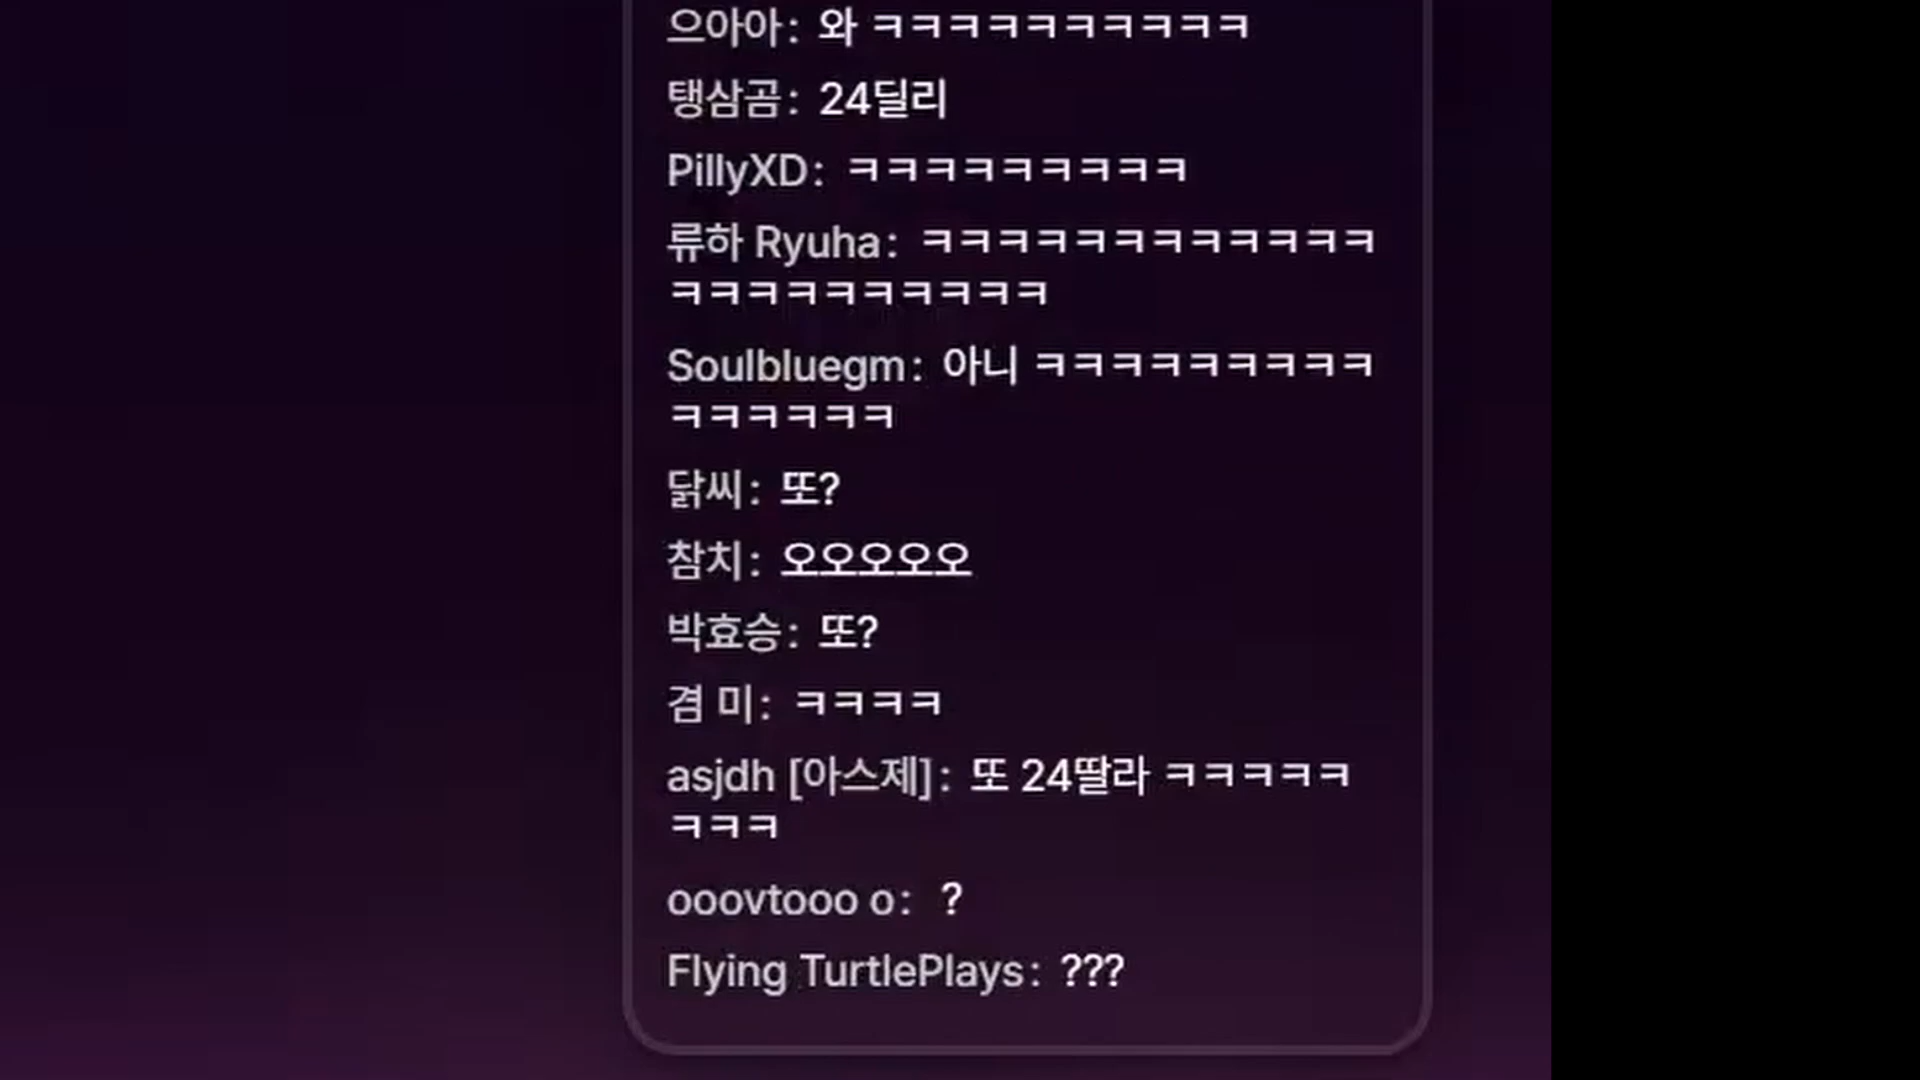 으아아: 와 ㅋㅋㅋㅋㅋㅋㅋㅋㅋㅋ
탱삼곰: 24딜리
PillyXD: ㅋㅋㅋㅋㅋㅋㅋㅋㅋ
류하 Ryuha: ㅋㅋㅋㅋㅋㅋㅋㅋㅋㅋㅋㅋ
ㅋㅋㅋㅋㅋㅋㅋㅋㅋㅋ
Soulbluegm: 아니 ㅋㅋㅋㅋㅋㅋㅋㅋㅋ
ㅋㅋㅋㅋㅋㅋ
닭씨: 또?
참치: 오오오오오
박효승: 또?
겸 미: ㅋㅋㅋㅋ
asjdh [아스제]: 또 24딸라 ㅋㅋㅋㅋㅋ
ㅋㅋㅋ
ooovtooo o: ?
Flying TurtlePlays: ???